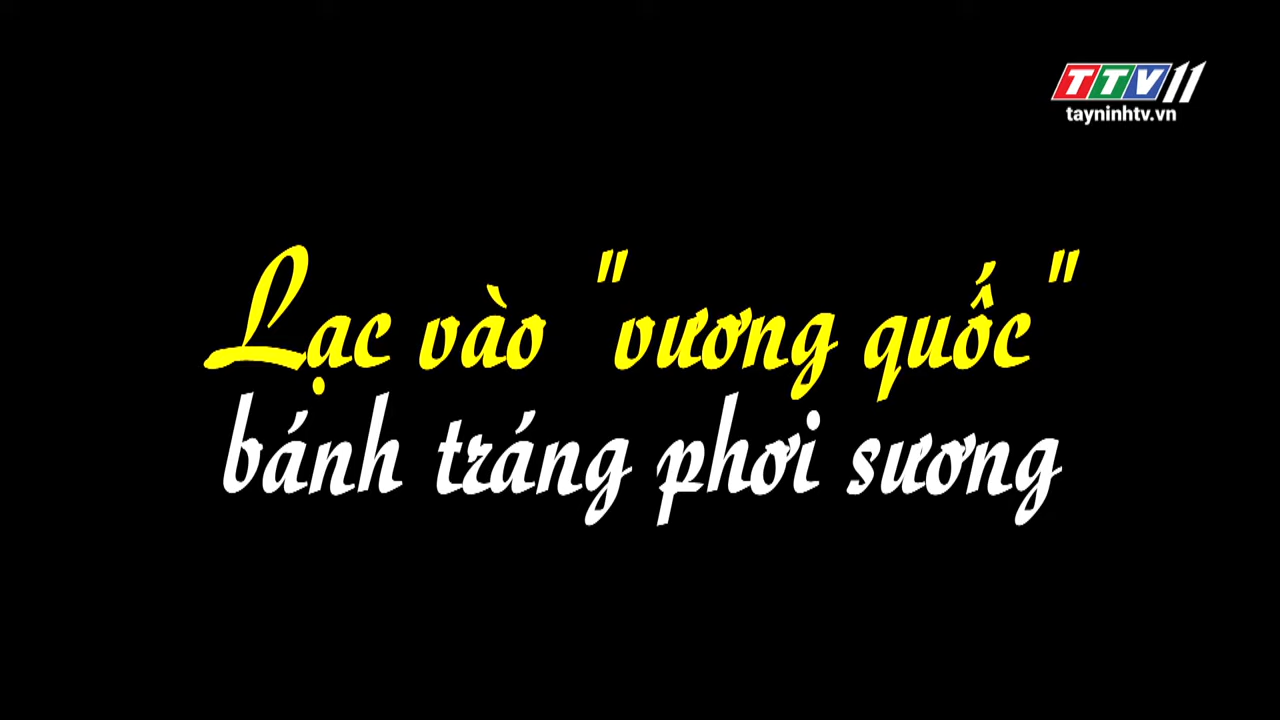 TTV11
tayninhtv.vn
Lạc vào "vương quốc"
bánh tráng phơi sương